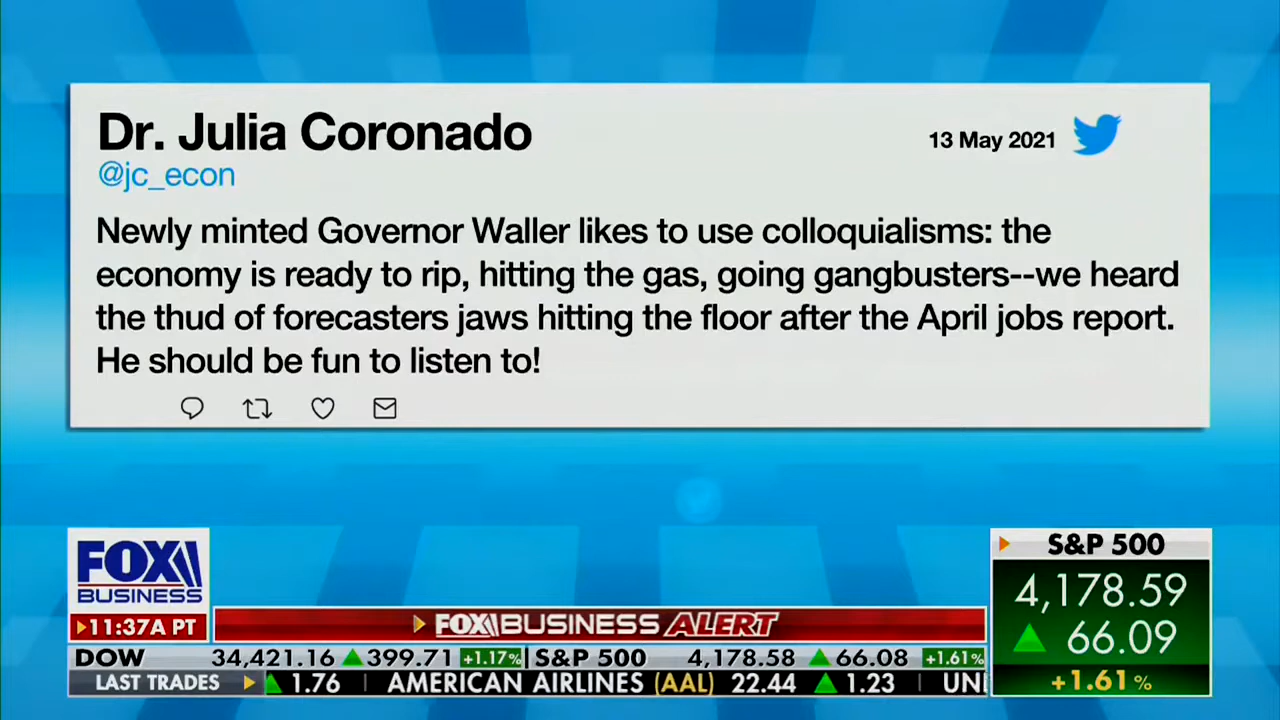 Dr. Julia Coronado
13 May 2021
@jc_econ
Newly minted Governor Waller likes to use colloquialisms: the
economy is ready to rip, hitting the gas, going gangbusters--we heard
the thud of forecasters jaws hitting the floor after the April jobs report.
He should be fun to listen to!
FOX BUSINESS
11:37A PT
FOX BUSINESS ALERT
S&P 500
4,178.59
66.09
+1.61%
DOW 34,421.16 399.71 +1.17% S&P 500 4,178.58 66.08 +1.61%
LAST TRADES 1.76 AMERICAN AIRLINES (AAL) 22.44 1.23 UNI